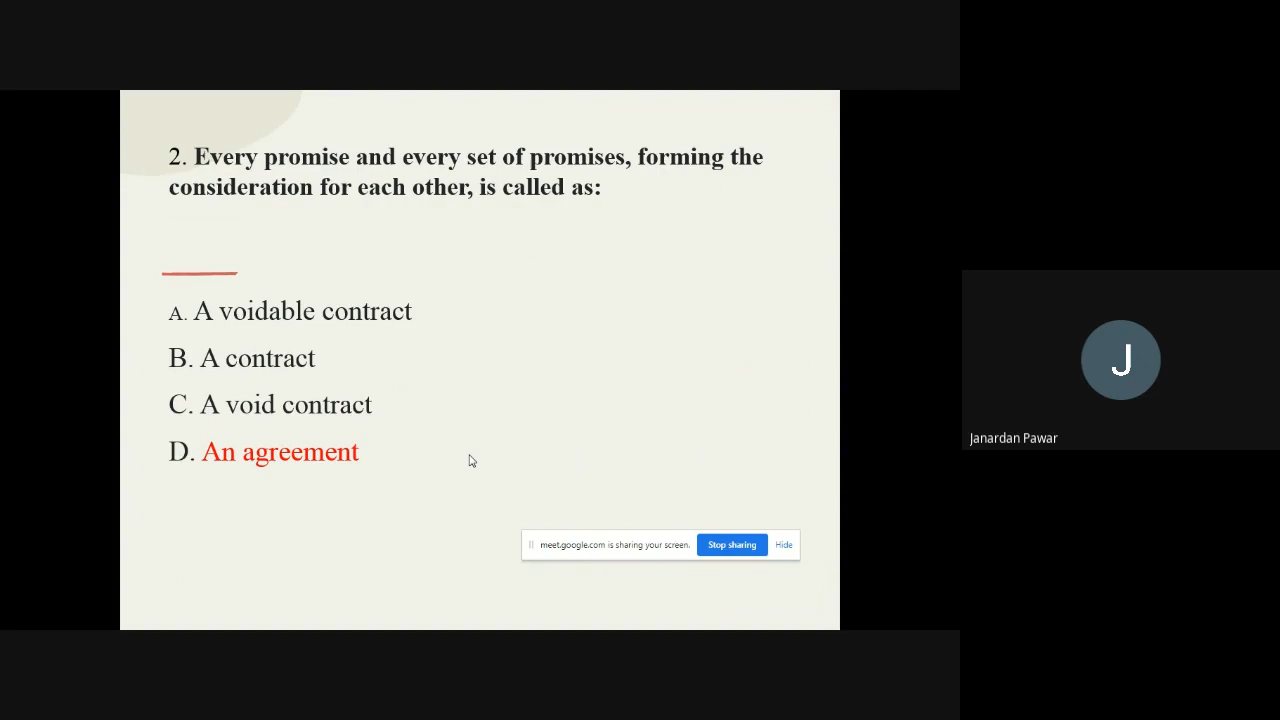 2. Every promise and every set of promises, forming the
consideration for each other, is called as:
A. A voidable contract
B. A contract
C. A void contract
D. An agreement
meet.google.com is sharing your screen. Stop sharing Hide
J
Janardan Pawar